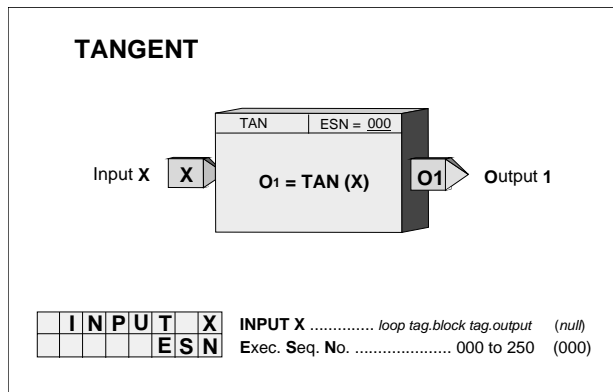 TANGENT
TAN ESN = 000
Input X X O1 = TAN (X) O1 Output 1
INPUT X INPUT X .............. loop tag.block tag.output (null)
ESN Exec. Seq. No. ..................... 000 to 250 (000)